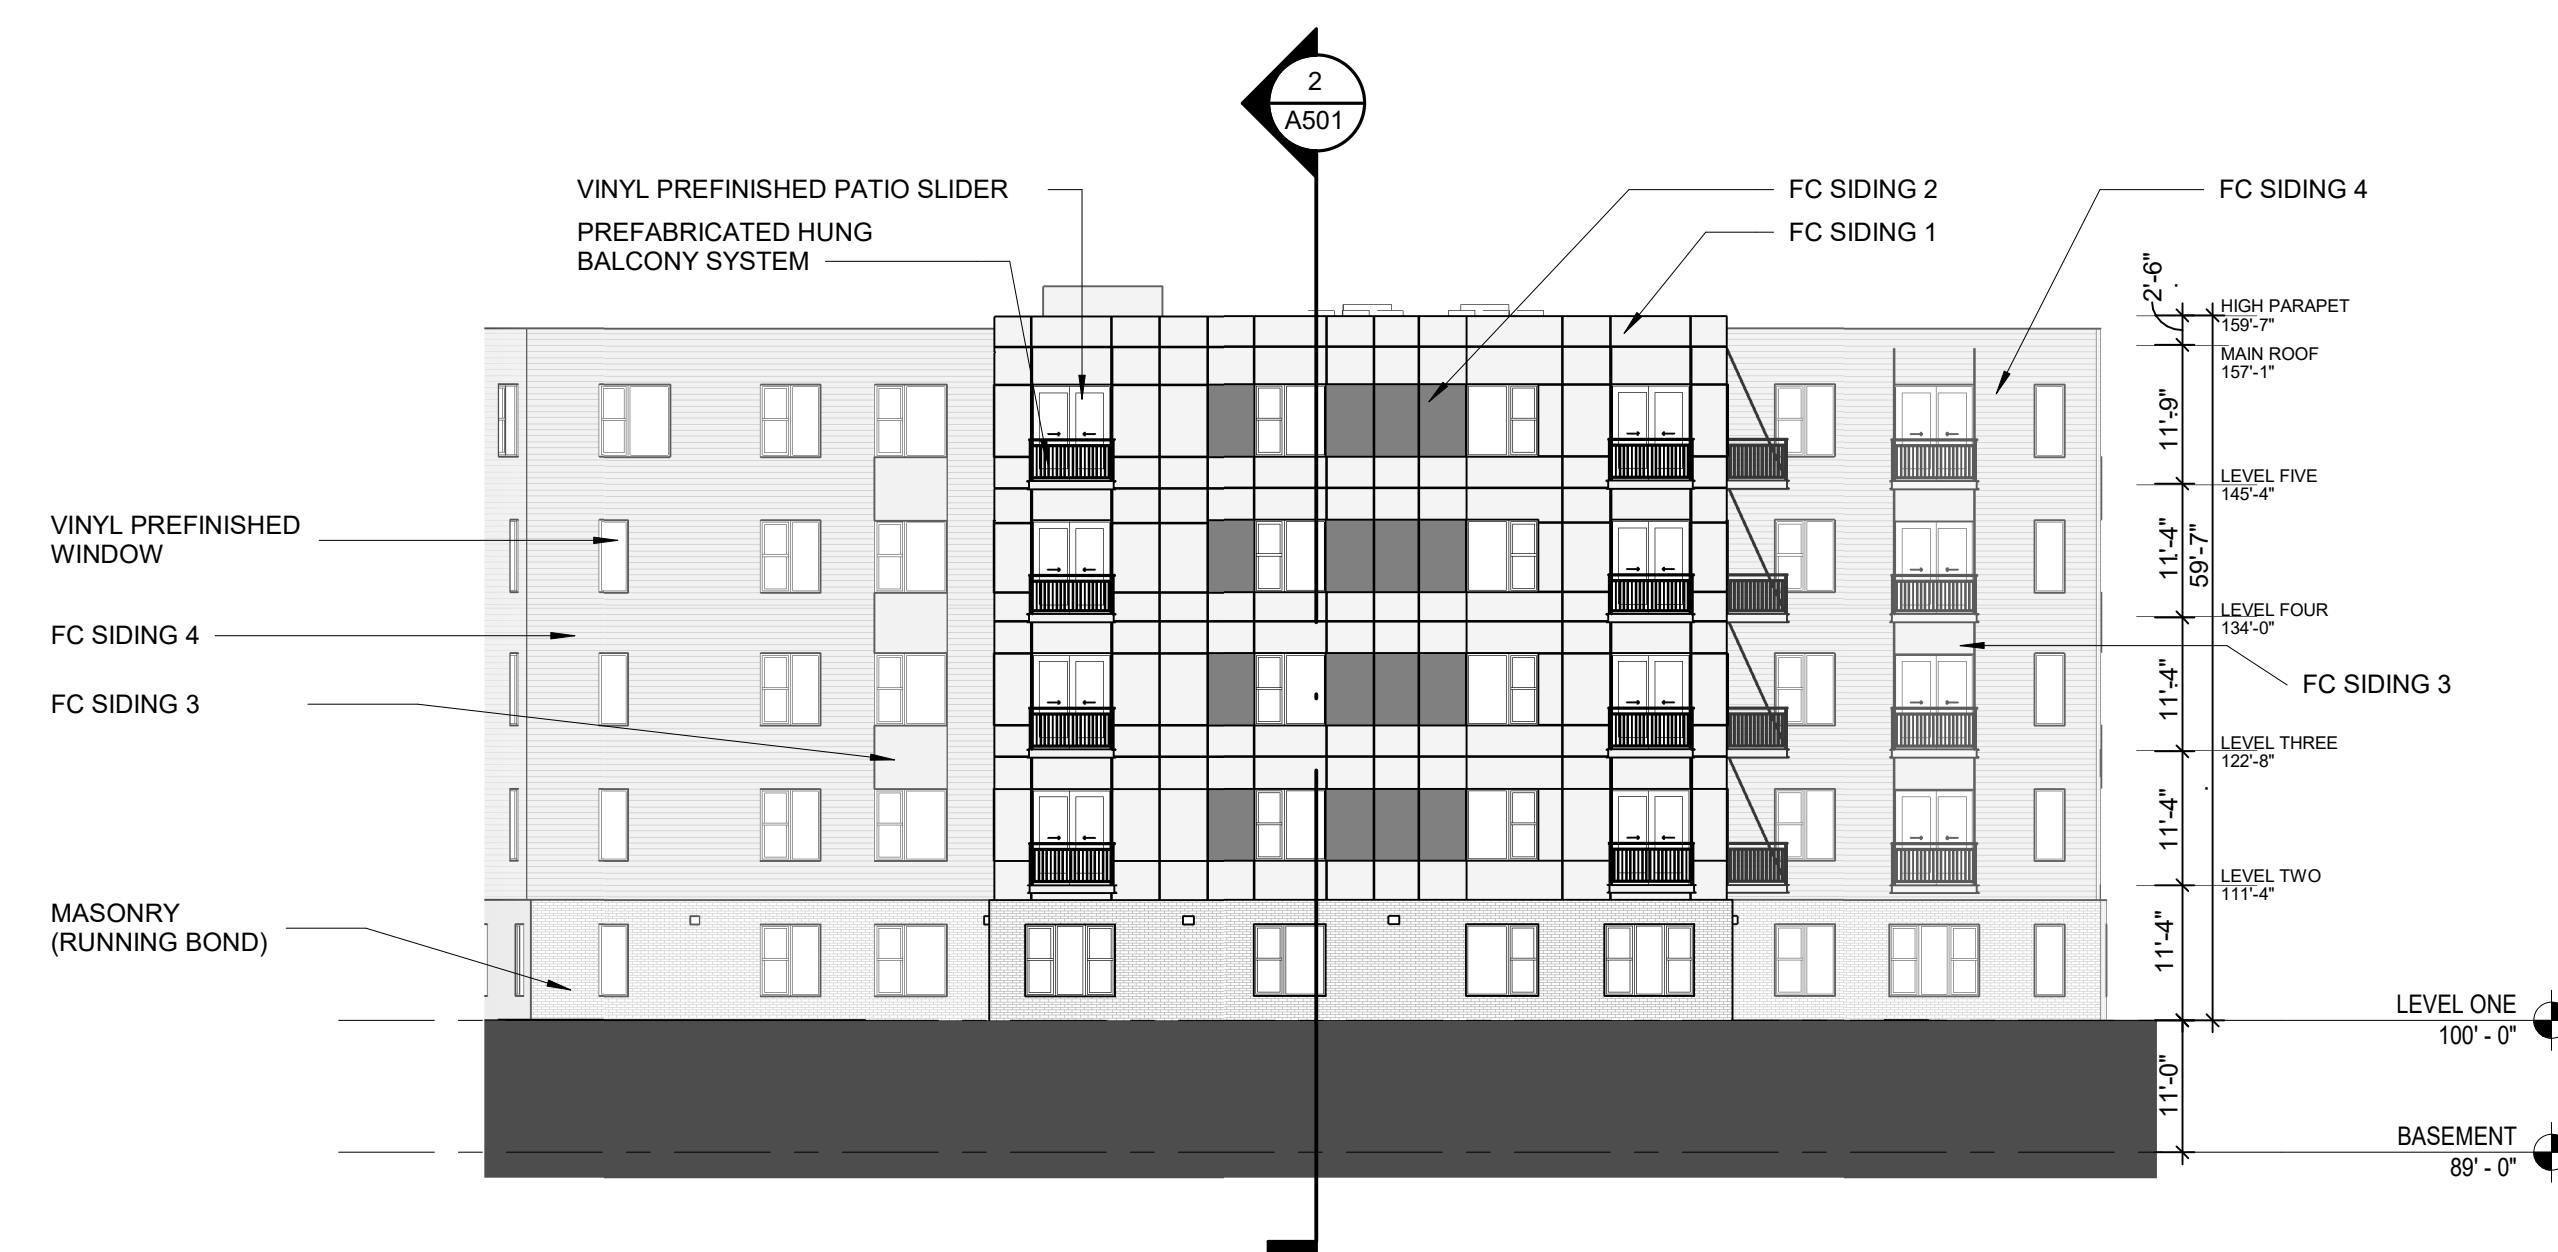 2
A501
VINYL PREFINISHED PATIO SLIDER
PREFABRICATED HUNG
BALCONY SYSTEM
FC SIDING 2
FC SIDING 1
FC SIDING 4
VINYL PREFINISHED
WINDOW
FC SIDING 4
FC SIDING 3
MASONRY
(RUNNING BOND)
2'-6"
HIGH PARAPET
159'-7"
MAIN ROOF
157'-1"
11'-9"
LEVEL FIVE
145'-4"
11'-4"
59'-7"
LEVEL FOUR
134'-0"
11'-4"
FC SIDING 3
LEVEL THREE
122'-8"
11'-4"
LEVEL TWO
111'-4"
11'-4"
LEVEL ONE
100' - 0"
11'-0"
BASEMENT
89' - 0"